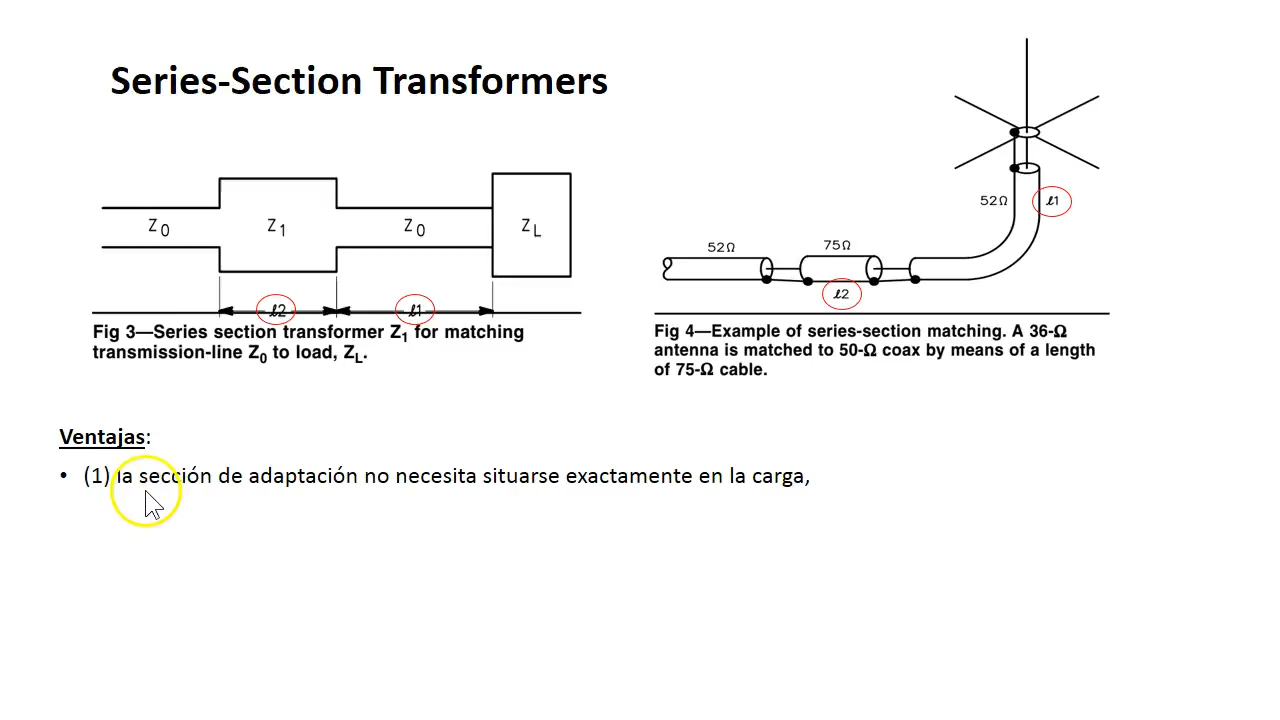 Series-Section Transformers
Z0
Z1
Z0
ZL
ℓ2
ℓ1
Fig 3—Series section transformer Z1 for matching
transmission-line Z0 to load, ZL.
52Ω
ℓ1
52Ω
75Ω
ℓ2
Fig 4—Example of series-section matching. A 36-Ω
antenna is matched to 50-Ω coax by means of a length
of 75-Ω cable.
Ventajas:
• (1) la sección de adaptación no necesita situarse exactamente en la carga,